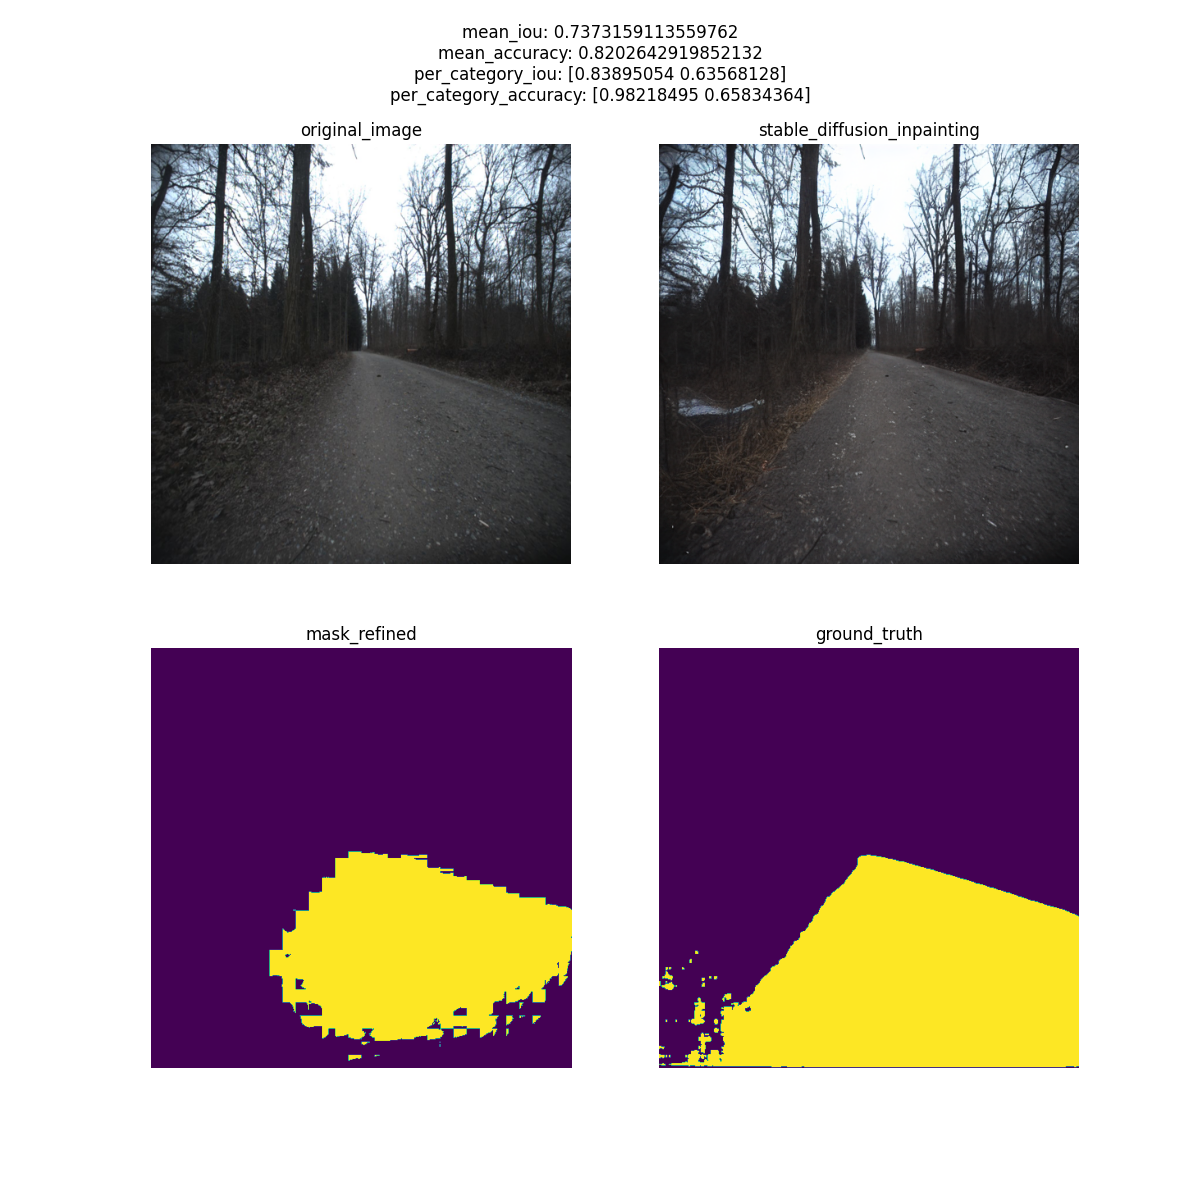 mean_iou: 0.7373159113559762
mean_accuracy: 0.8202642919852132
per_category_iou: [0.83895054 0.63568128]
per_category_accuracy: [0.98218495 0.65834364]
original_image
stable_diffusion_inpainting
mask_refined
ground_truth